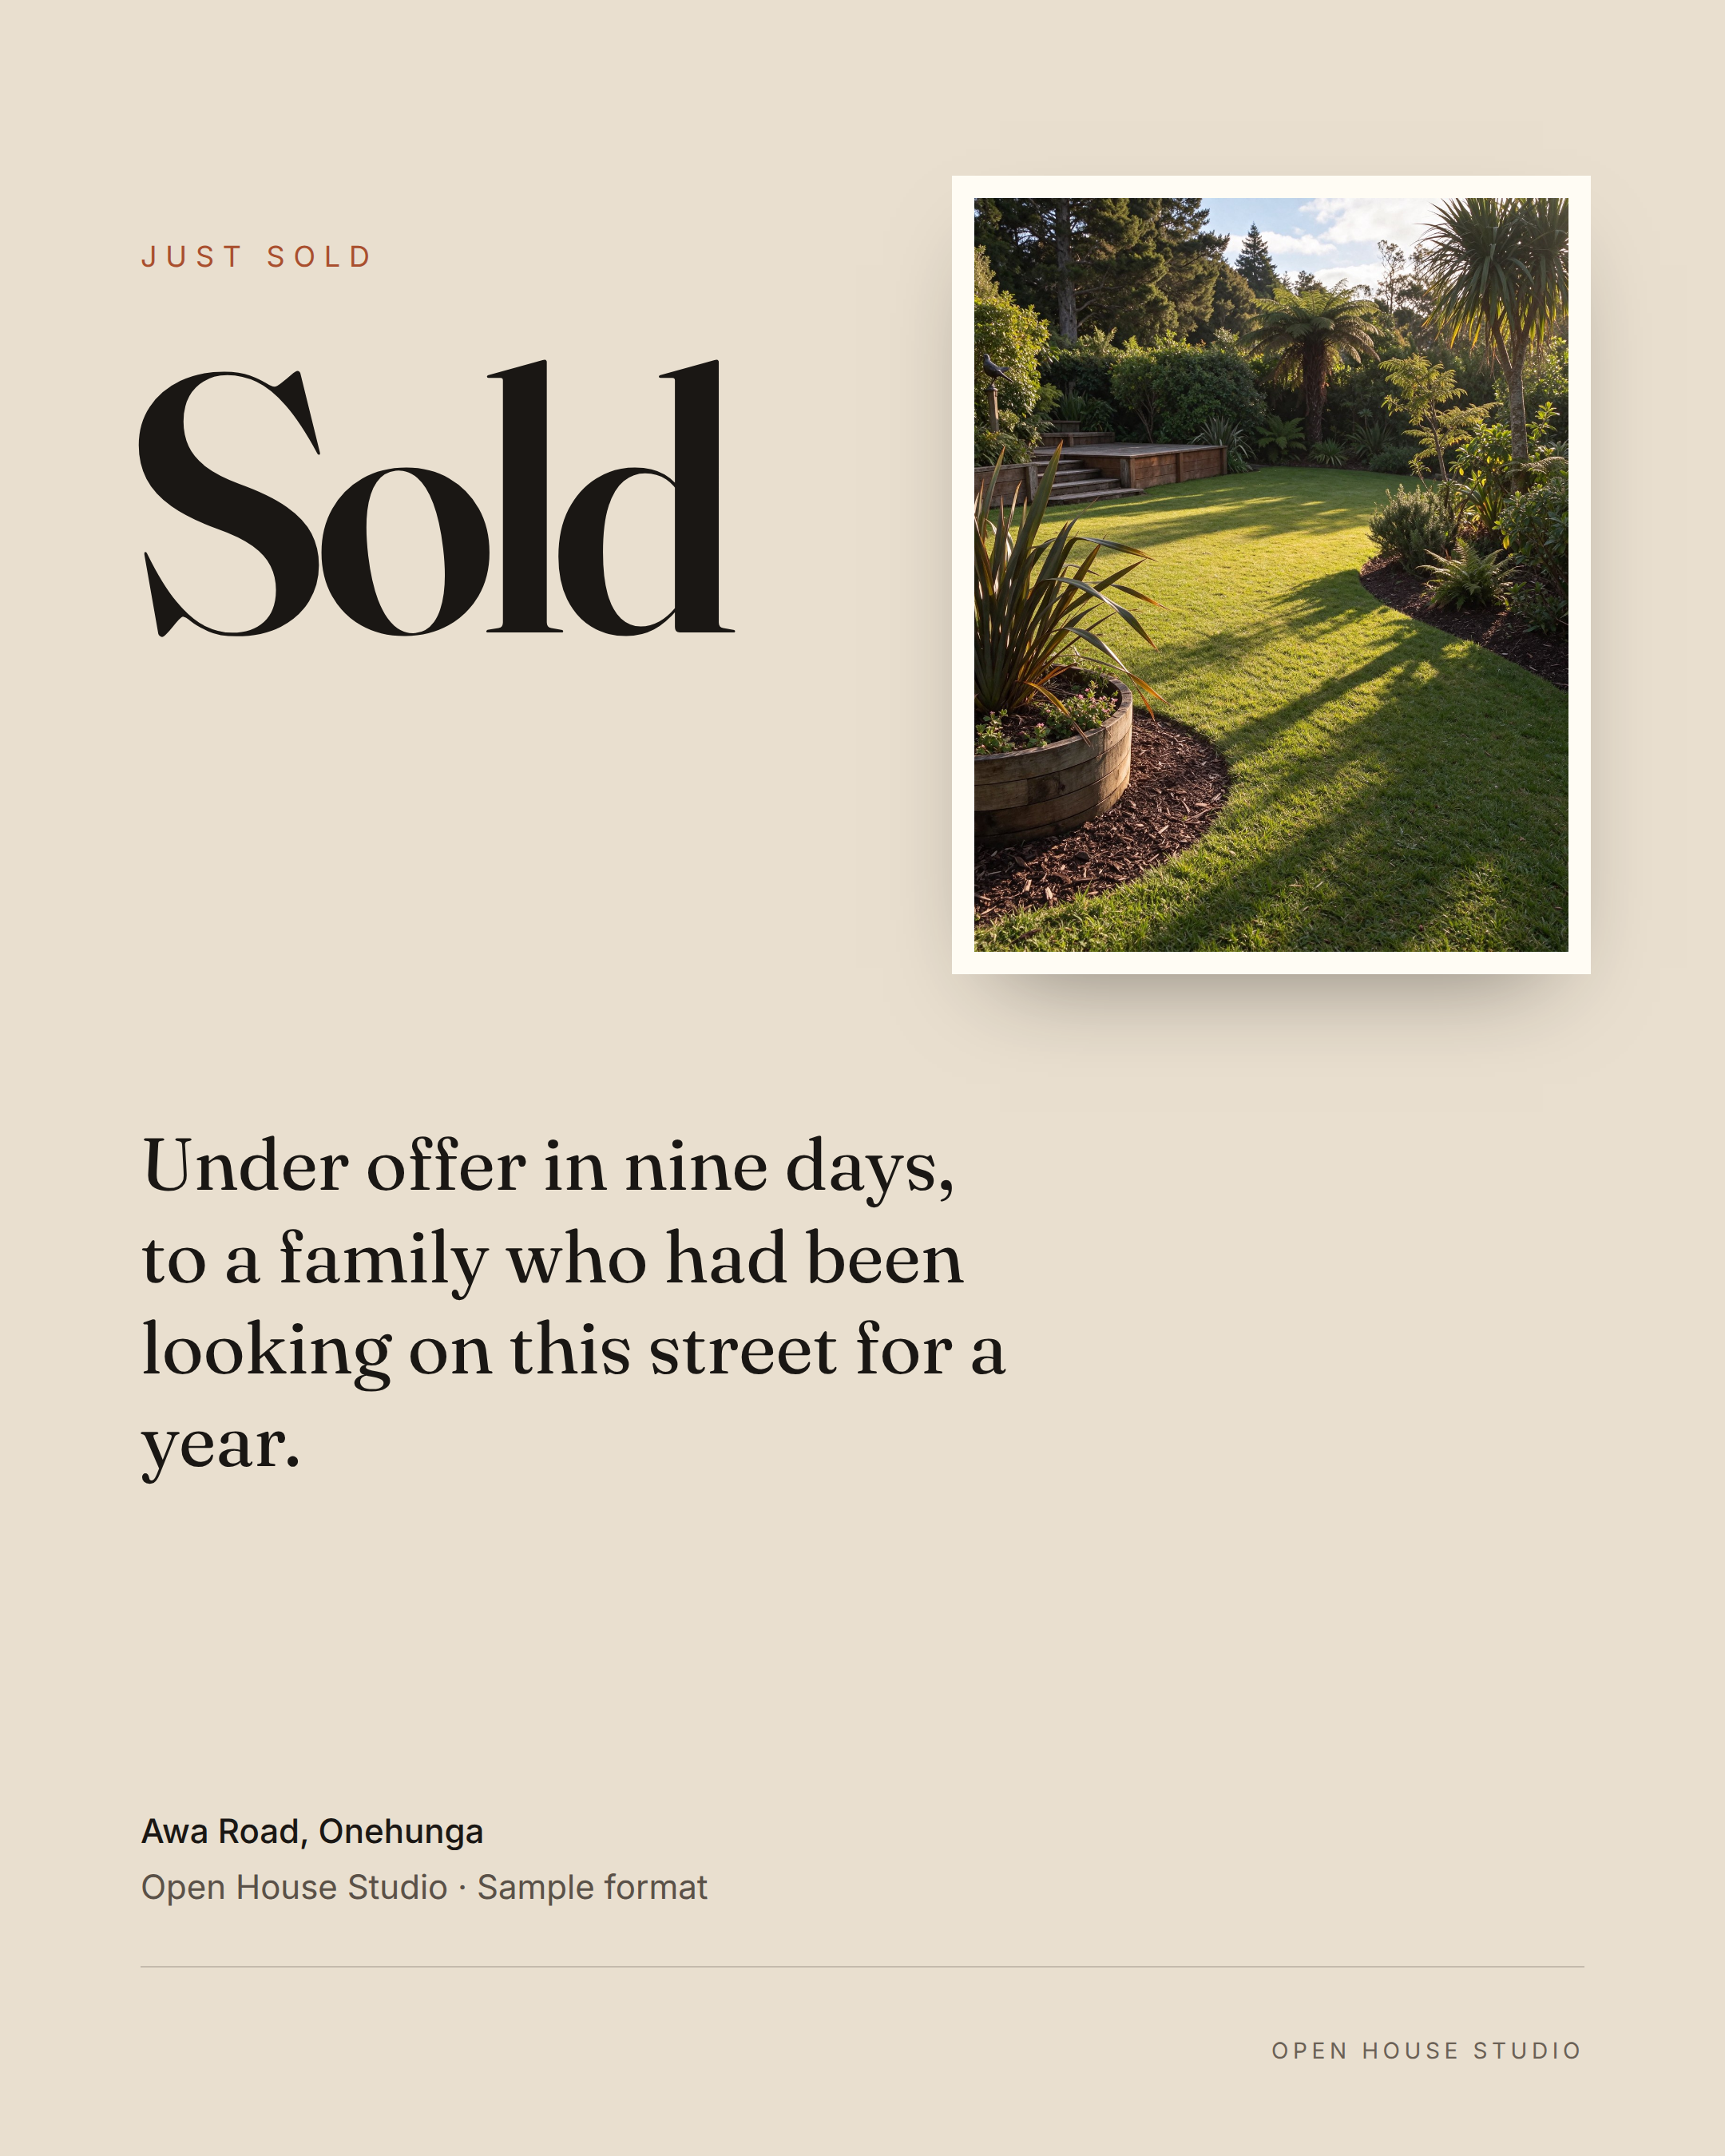 JUST SOLD
Sold
Under offer in nine days,
to a family who had been
looking on this street for a
year.
Awa Road, Onehunga
Open House Studio · Sample format
OPEN HOUSE STUDIO